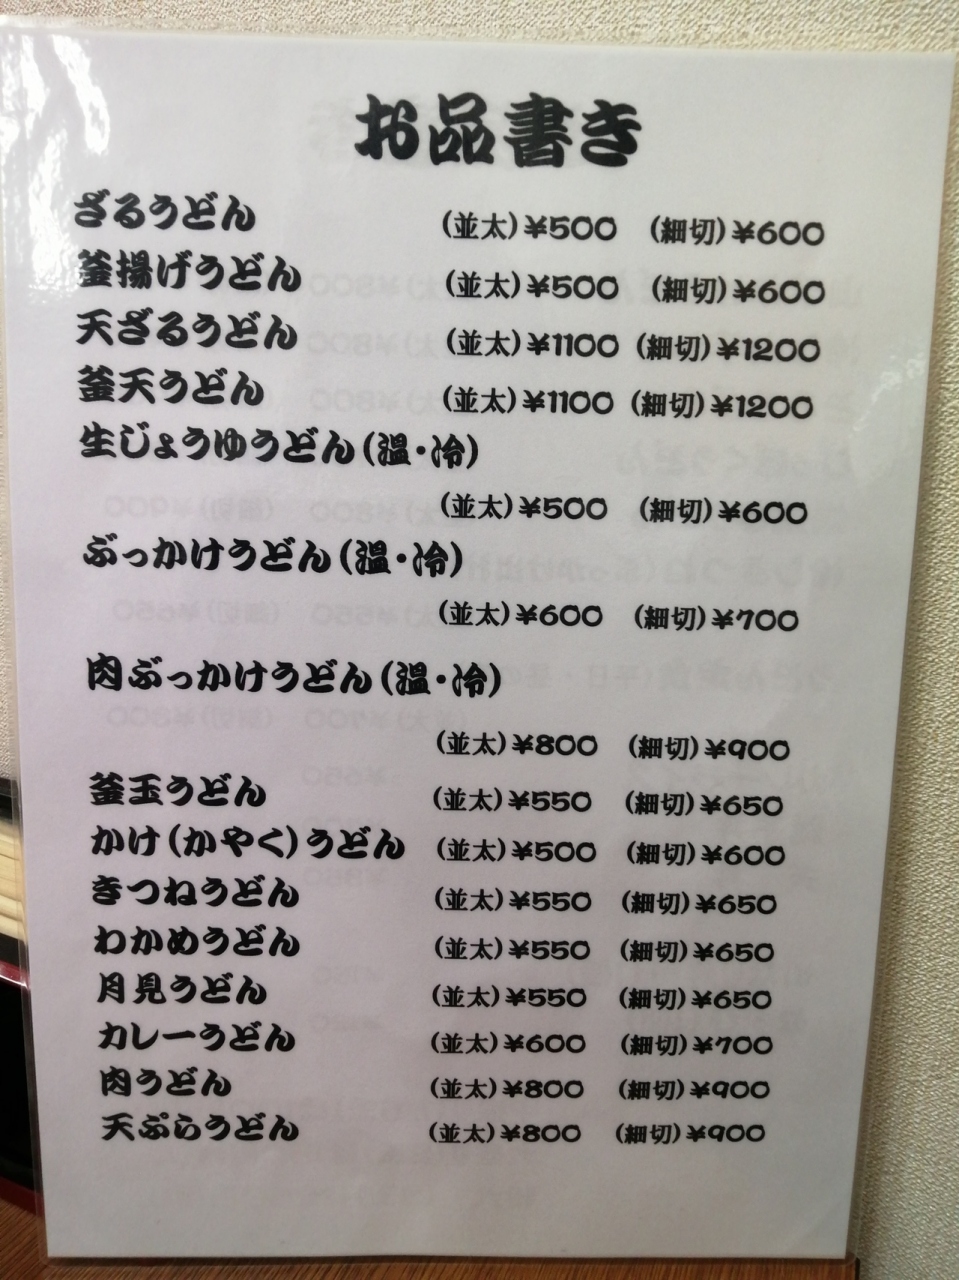 お品書き
ざるうどん (並太)¥500 (細切)¥600
釜揚げうどん (並太)¥500 (細切)¥600
天ざるうどん (並太)¥1100 (細切)¥1200
釜天うどん (並太)¥1100 (細切)¥1200
生じょうゆうどん(温・冷)
(並太)¥500 (細切)¥600
ぶっかけうどん(温・冷)
(並太)¥600 (細切)¥700
肉ぶっかけうどん(温・冷)
(並太)¥800 (細切)¥900
釜玉うどん (並太)¥550 (細切)¥650
かけ(かやく)うどん (並太)¥500 (細切)¥600
きつねうどん (並太)¥550 (細切)¥650
わかめうどん (並太)¥550 (細切)¥650
月見うどん (並太)¥550 (細切)¥650
カレーうどん (並太)¥600 (細切)¥700
肉うどん (並太)¥800 (細切)¥900
天ぷらうどん (並太)¥800 (細切)¥900